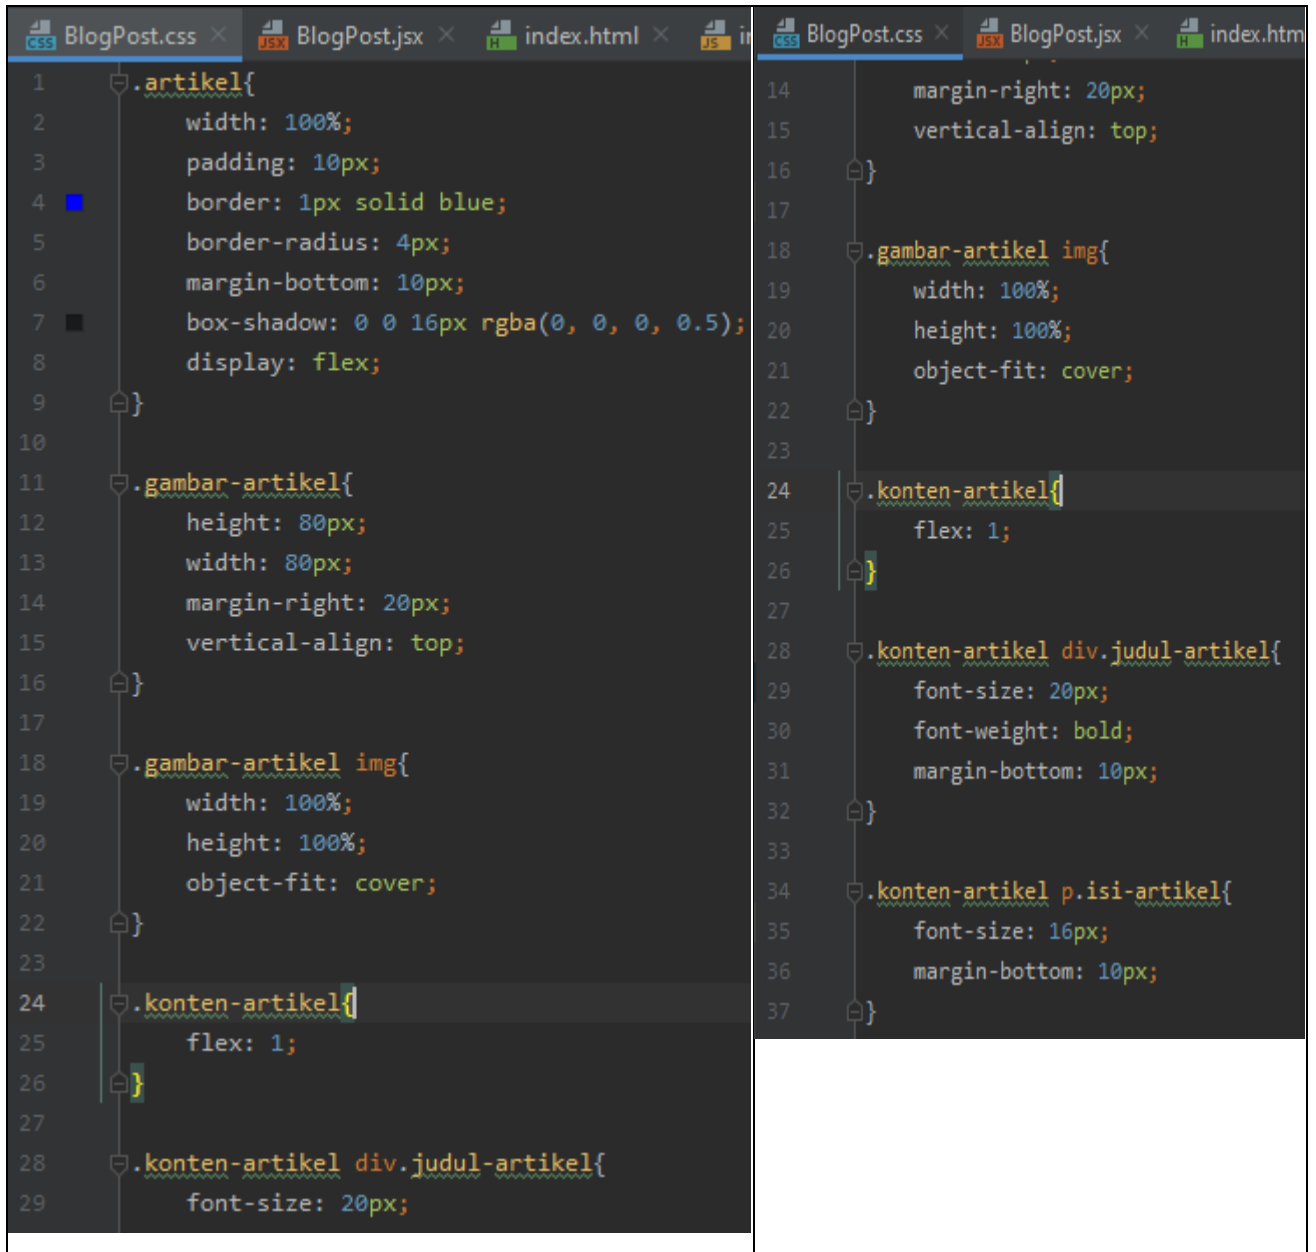 BlogPost.css BlogPost.jsx index.html
1 .artikel{
2 width: 100%;
3 padding: 10px;
4 border: 1px solid blue;
5 border-radius: 4px;
6 margin-bottom: 10px;
7 box-shadow: 0 0 16px rgba(0, 0, 0, 0.5);
8 display: flex;
9 }
10
11 .gambar-artikel{
12 height: 80px;
13 width: 80px;
14 margin-right: 20px;
15 vertical-align: top;
16 }
17
18 .gambar-artikel img{
19 width: 100%;
20 height: 100%;
21 object-fit: cover;
22 }
23
24 .konten-artikel{
25 flex: 1;
26 }
27
28 .konten-artikel div.judul-artikel{
29 font-size: 20px;
BlogPost.css BlogPost.jsx index.htm
14 margin-right: 20px;
15 vertical-align: top;
16 }
17
18 .gambar-artikel img{
19 width: 100%;
20 height: 100%;
21 object-fit: cover;
22 }
23
24 .konten-artikel{
25 flex: 1;
26 }
27
28 .konten-artikel div.judul-artikel{
29 font-size: 20px;
30 font-weight: bold;
31 margin-bottom: 10px;
32 }
33
34 .konten-artikel p.isi-artikel{
35 font-size: 16px;
36 margin-bottom: 10px;
37 }